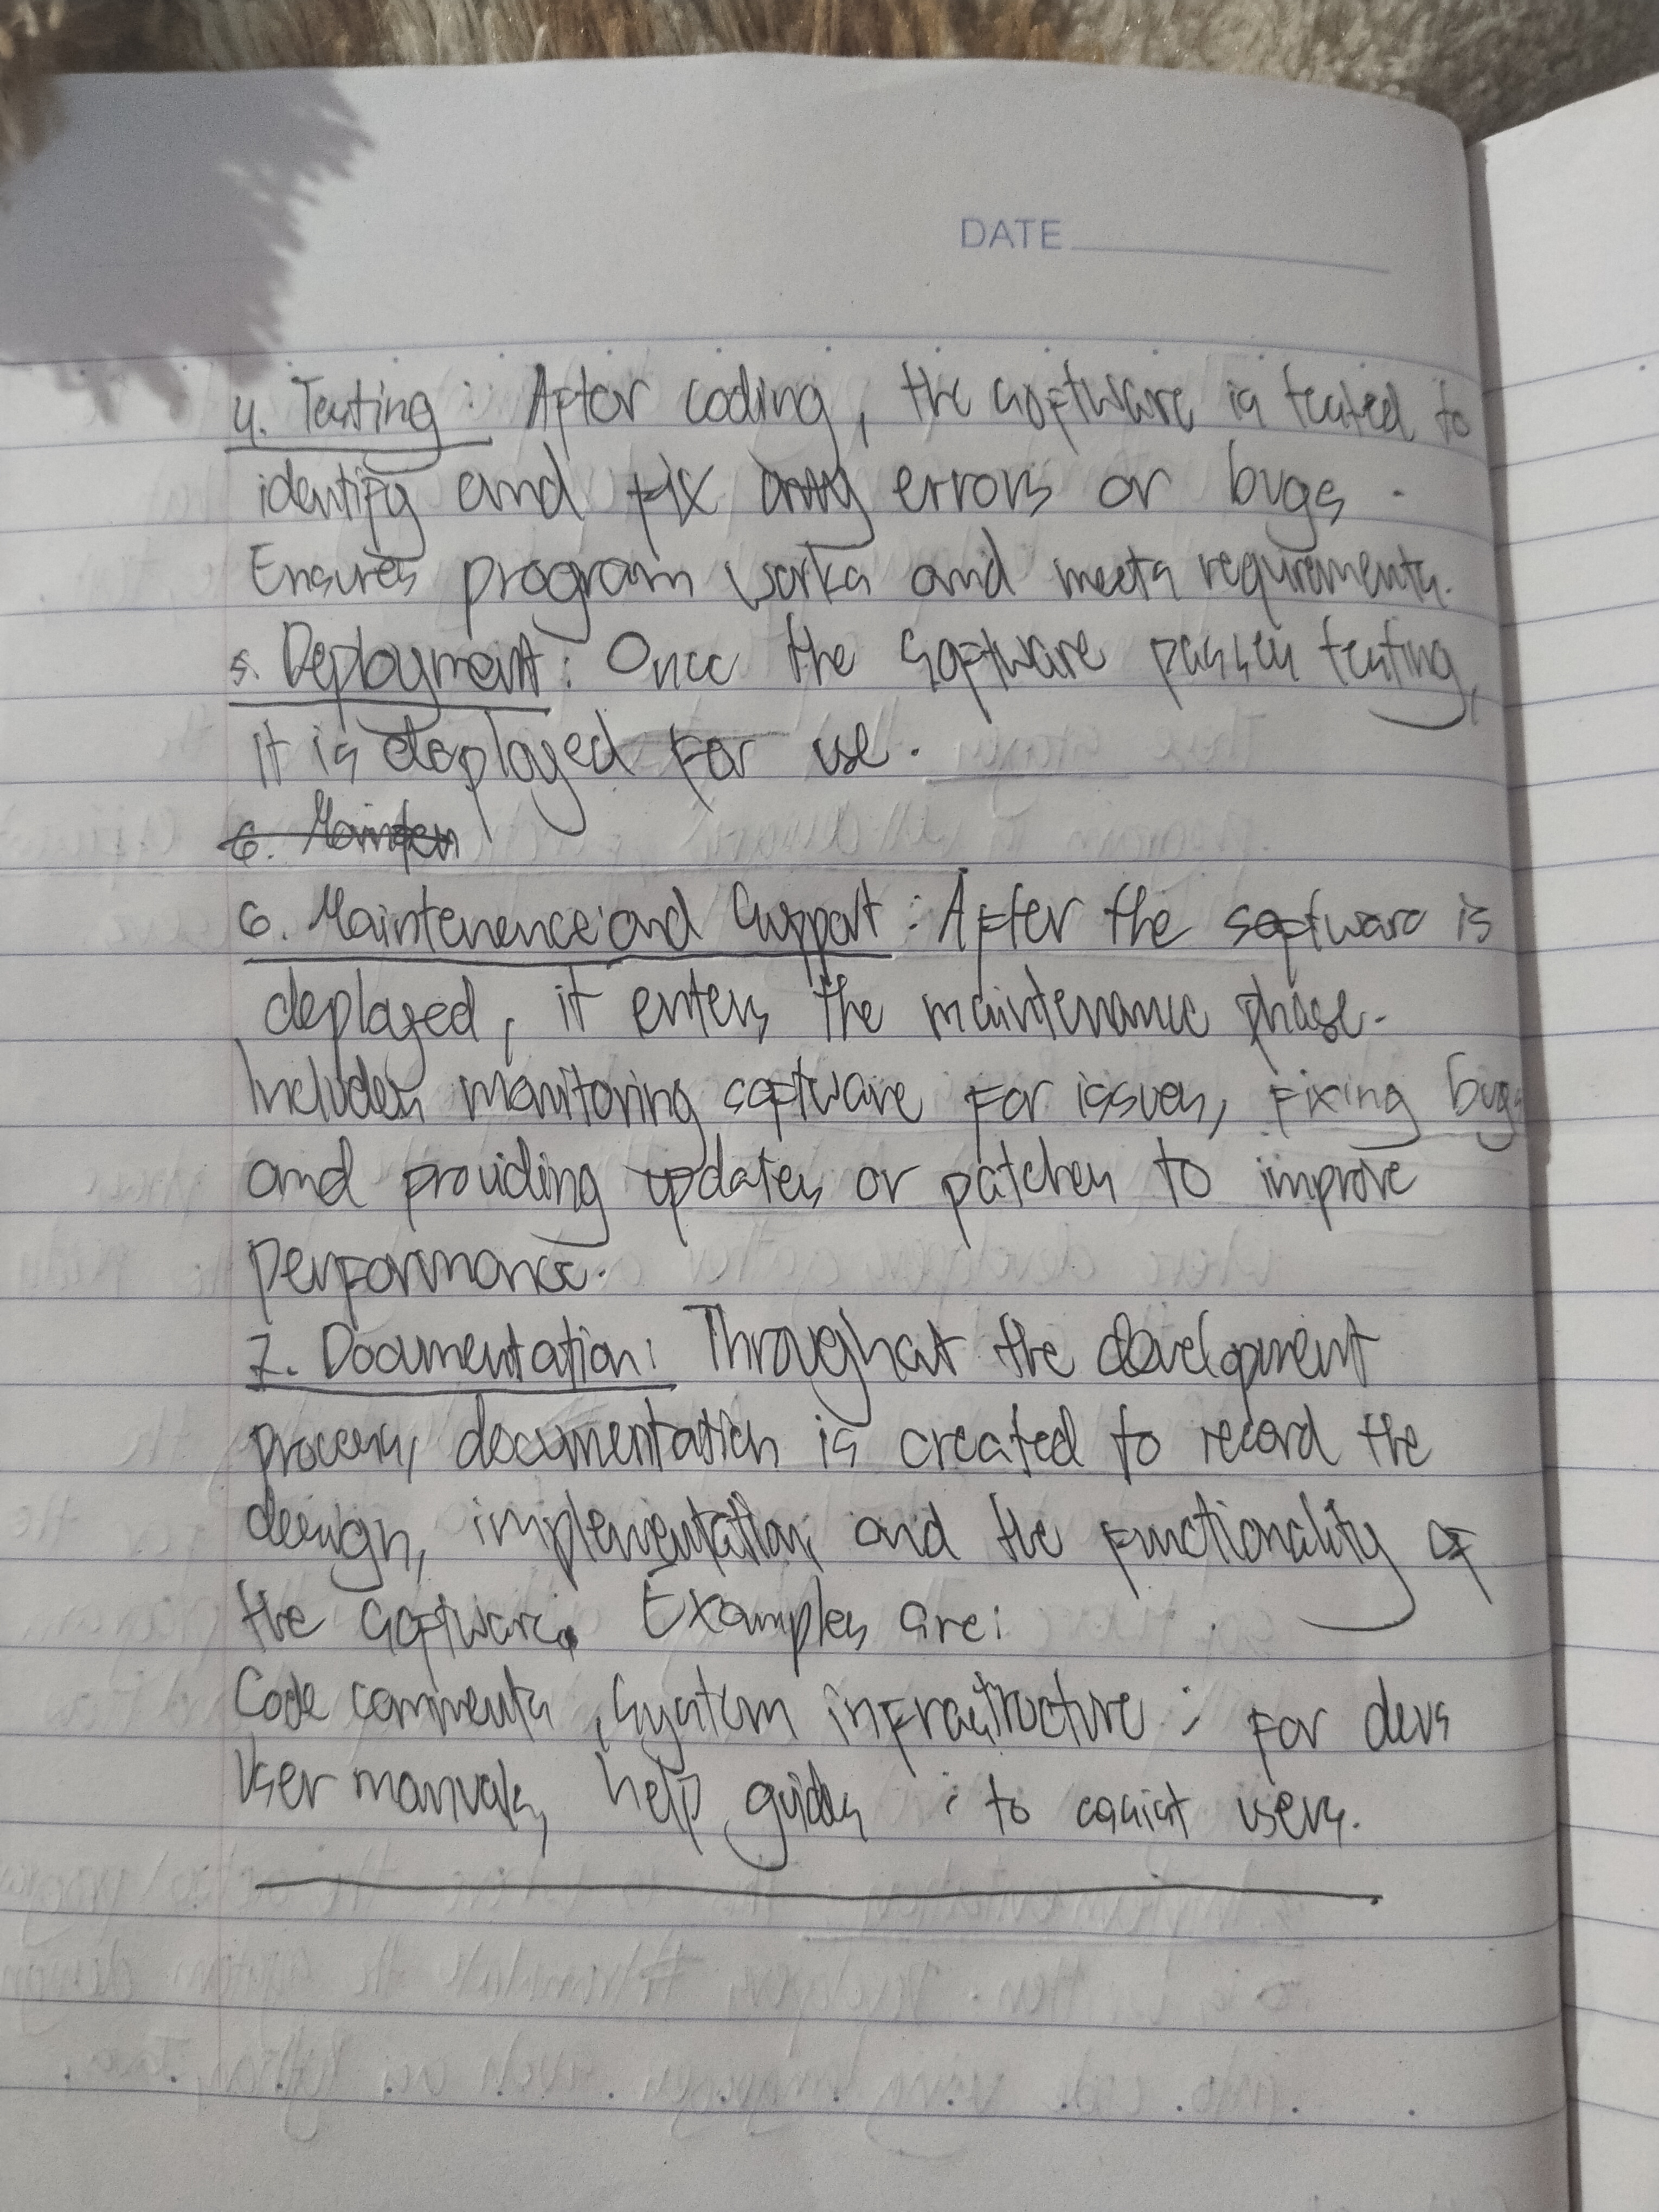 DATE
4. Testing: After coding, the software is tested to
identify and fix any errors or bugs.
Ensures program works and meets requirements.
5. Deployment: Once the software passes testing,
it is deployed for use.
6. Mainten
6. Maintenence and Support: After the software is
deployed, it enters the maintenance phase.
Includes monitoring software for issues, fixing bugs
and providing updates or patches to improve
performance.
7. Documentation: Throughout the development
process, documentation is created to record the
design, implementation, and the functionality of
the software. Examples are:
Code comments, system infrastructure: for devs
User manuals, help guides: to assist users.